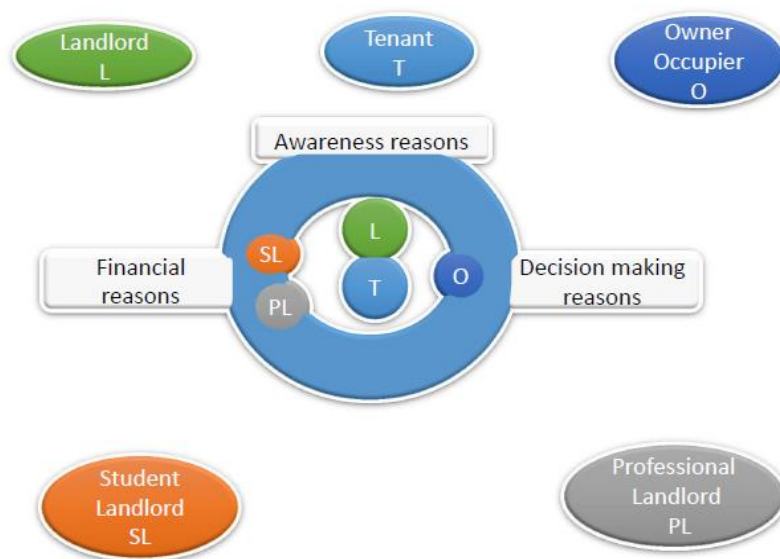 Landlord
L
Tenant
T
Owner
Occupier
O
Awareness reasons
L
SL
Financial
reasons
T
O
Decision making
reasons
PL
Student
Landlord
SL
Professional
Landlord
PL